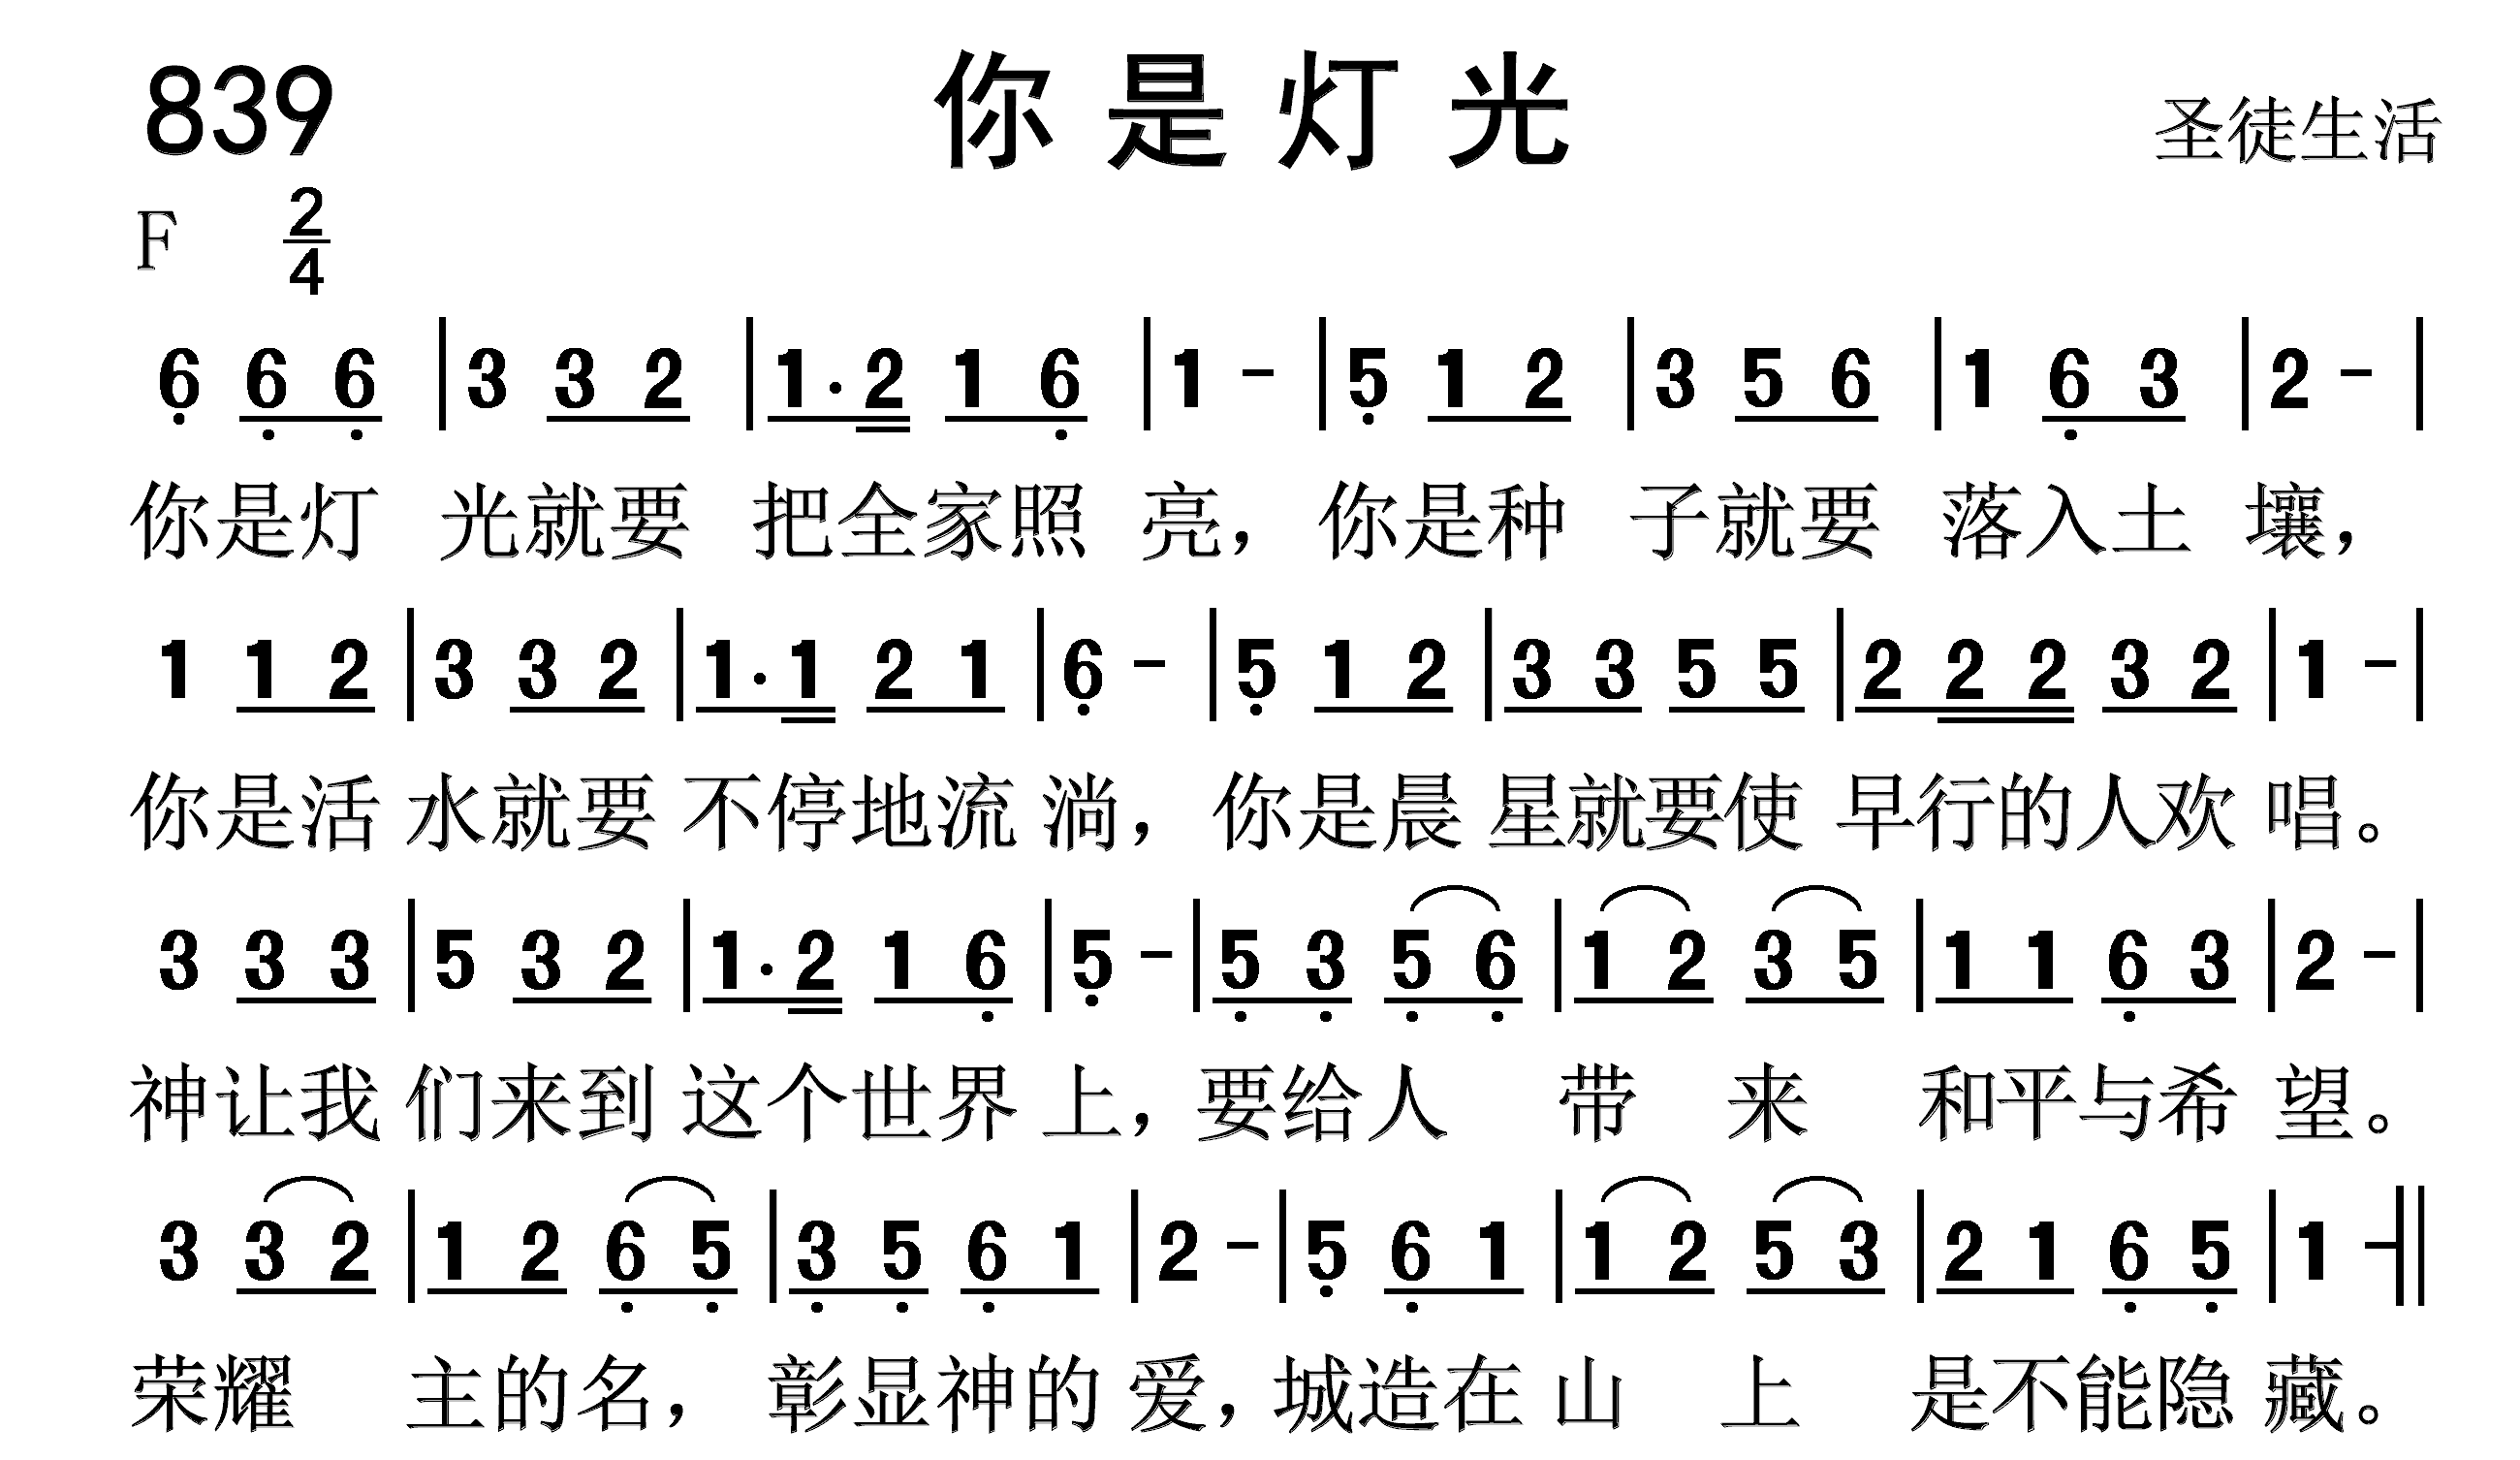 839 你是灯光 圣徒生活
F 2/4
6 6 6 | 3 3 2 | 1· 2 1 6 | 1 - | 5 1 2 | 3 5 6 | 1 6 3 | 2 - |
你是灯 光就要 把全家照 亮， 你是种 子就要 落入土 壤，
1 1 2 | 3 3 2 | 1· 1 2 1 | 6 - | 5 1 2 | 3 3 5 5 | 2 2 2 3 2 | 1 - |
你是活 水就要 不停地流 淌， 你是晨 星就要使 早行的人欢 唱。
3 3 3 | 5 3 2 | 1· 2 1 6 | 5 - | 5 3 5 6 | 1 2 3 5 | 1 1 6 3 | 2 - |
神让我 们来到 这个世界 上， 要给人 带 来 和平与希 望。
3 3 2 | 1 2 6 5 | 3 5 6 1 | 2 - | 5 6 1 | 1 2 5 3 | 2 1 6 5 | 1 - ‖
荣耀 主的名， 彰显神的 爱， 城造在 山 上 是不能隐 藏。